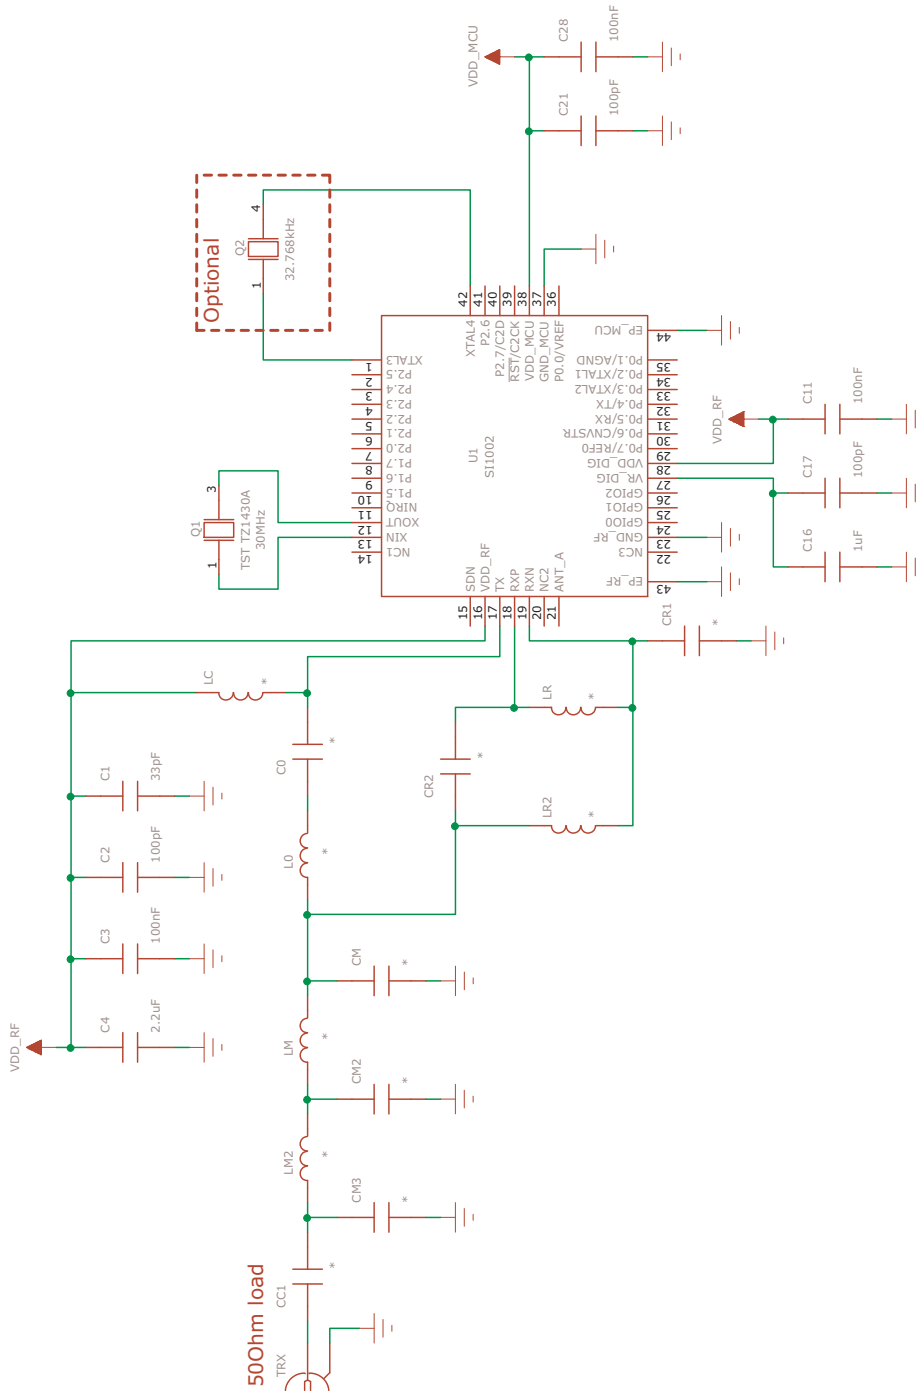 VDD_MCU
C28
100nF
C21
100pF
Optional
Q2
32.768kHz
1
4
XTAL4
42
P2.6
41
P2.7/C2D
40
RST/C2CK
39
VDD_MCU
38
GND_MCU
37
P0.0/VREF
36
EP_MCU
44
XTAL3
1
P2.5
2
P2.4
3
P2.3
4
P2.2
5
P2.1
6
P2.0
7
P1.7
8
P1.6
9
P1.5
10
NIRQ
11
XOUT
12
XIN
13
NC1
14
U1
SI1002
P0.1/AGND
35
P0.2/XTAL1
34
P0.3/XTAL2
33
P0.4/TX
32
P0.5/RX
31
P0.6/CNVSTR
30
P0.7/REF0
29
VDD_DIG
28
VR_DIG
27
GPIO2
26
GPIO1
25
GPIO0
24
GND_RF
23
NC3
22
EP_RF
43
SDN
15
VDD_RF
16
TX
17
RXP
18
RXN
19
NC2
20
ANT_A
21
Q1
TST TZ1430A
30MHz
1
3
VDD_RF
C11
100nF
C17
100pF
C16
1uF
CR1
*
LC
*
LR
*
C0
*
CR2
*
LR2
*
L0
*
C1
33pF
C2
100pF
C3
100nF
C4
2.2uF
VDD_RF
CM
*
LM
*
CM2
*
LM2
*
CM3
*
CC1
*
50Ohm load
TRX